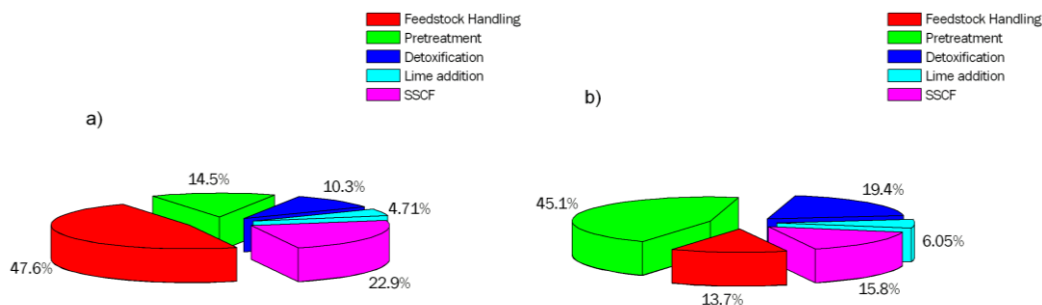 Feedstock Handling
Pretreatment
Detoxification
Lime addition
SSCF
a)
14.5%
10.3%
4.71%
47.6%
22.9%
Feedstock Handling
Pretreatment
Detoxification
Lime addition
SSCF
b)
45.1%
19.4%
6.05%
15.8%
13.7%